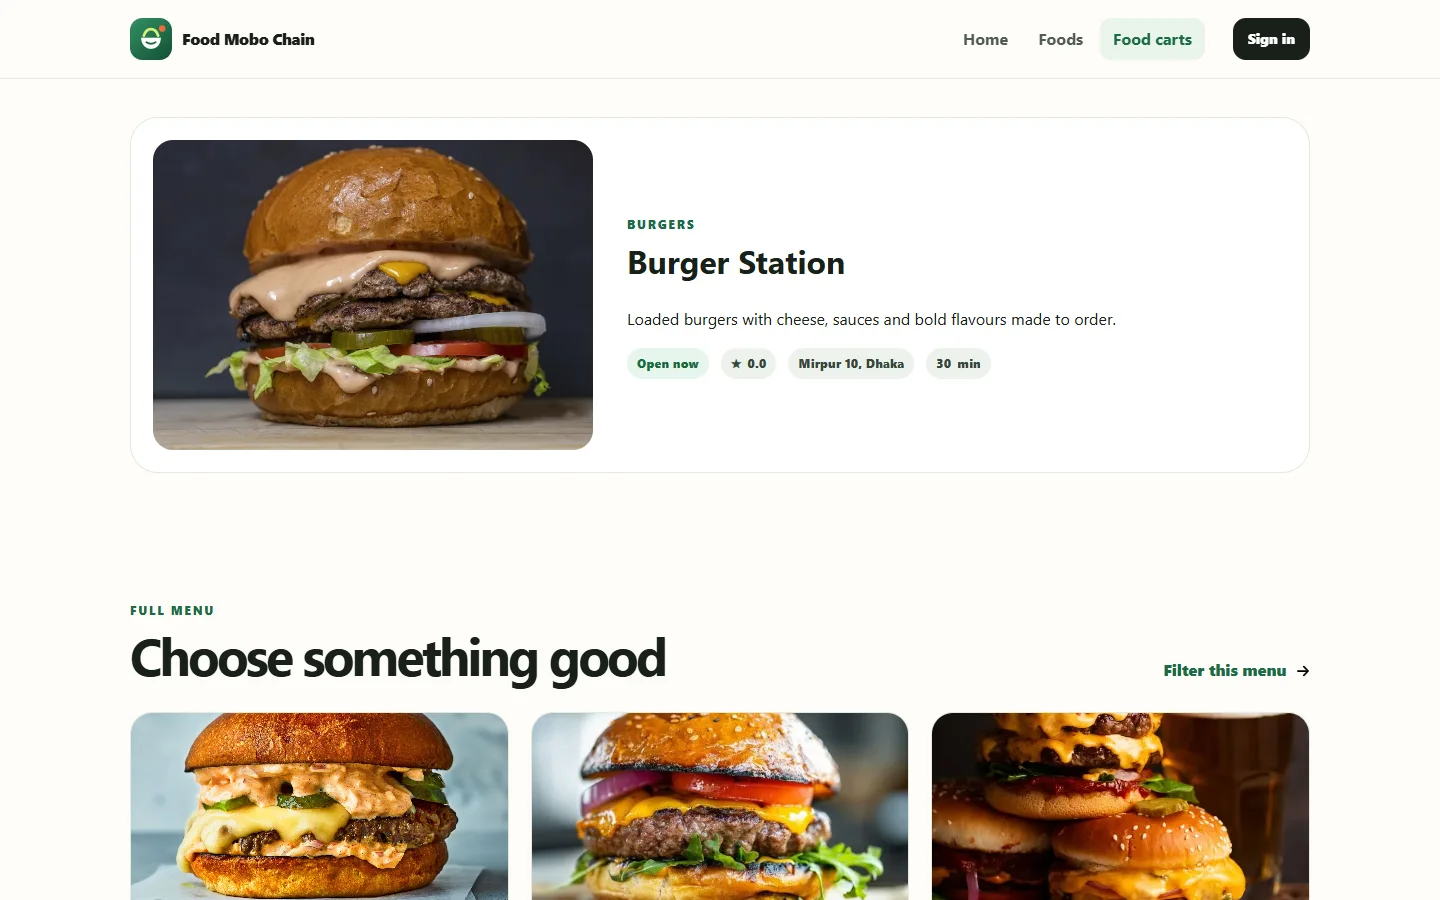 Food Mobo Chain
Home
Foods
Food carts
Sign in
BURGERS
Burger Station
Loaded burgers with cheese, sauces and bold flavours made to order.
Open now
★ 0.0
Mirpur 10, Dhaka
30 min
FULL MENU
Choose something good
Filter this menu →